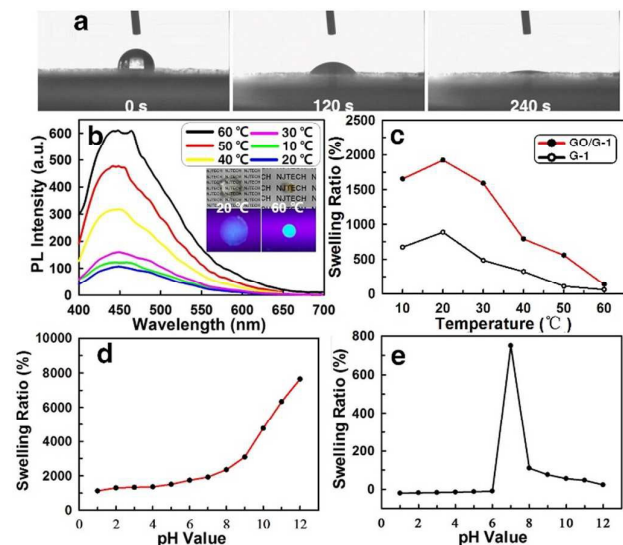 a
0 s
120 s
240 s
b
PL Intensity (a.u.)
600
500
400
300
200
100
0
60 ℃ 30 ℃
50 ℃ 10 ℃
40 ℃ 20 ℃
NJTECH
20 ℃ 60 ℃
400 450 500 550 600 650 700
Wavelength (nm)
c
Swelling Ratio (%)
2500
2000
1750
1500
1250
1000
750
500
250
0
GO/G-1
G-1
10 20 30 40 50 60
Temperature (℃)
d
Swelling Ratio (%)
10000
8000
6000
4000
2000
0
0 2 4 6 8 10 12
pH Value
e
Swelling Ratio (%)
800
600
400
200
0
0 2 4 6 8 10 12
pH Value